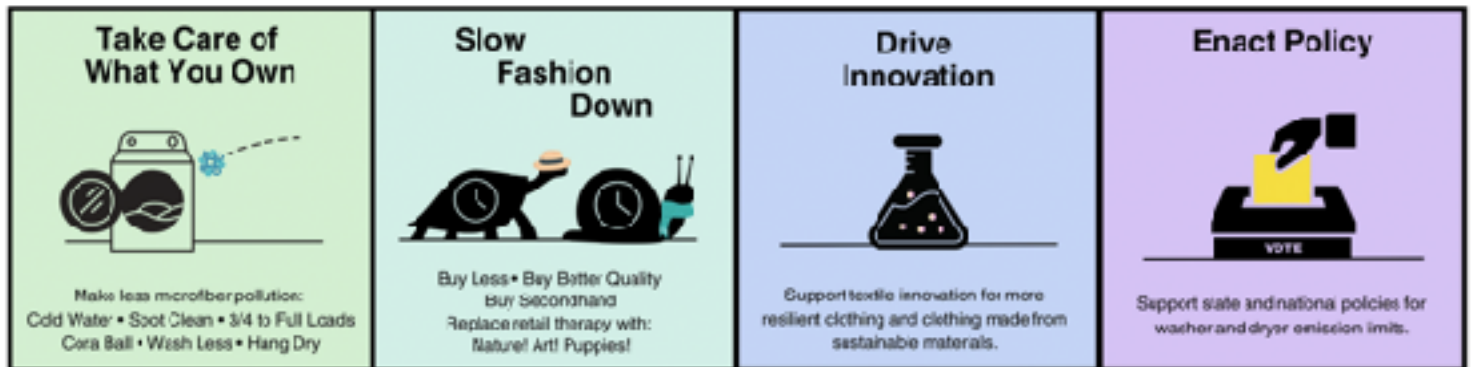 Take Care of
What You Own
Make less microfiber pollution:
Cold Water • Spot Clean • 3/4 to Full Loads
Cora Ball • Wash Less • Hang Dry
Slow
Fashion
Down
Buy Less • Buy Better Quality
Buy Secondhand
Replace retail therapy with:
Nature! Art! Puppies!
Drive
Innovation
Support textile innovation for more
resilient clothing and clothing made from
sustainable materials.
Enact Policy
VOTE
Support state and national policies for
washer and dryer emission limits.